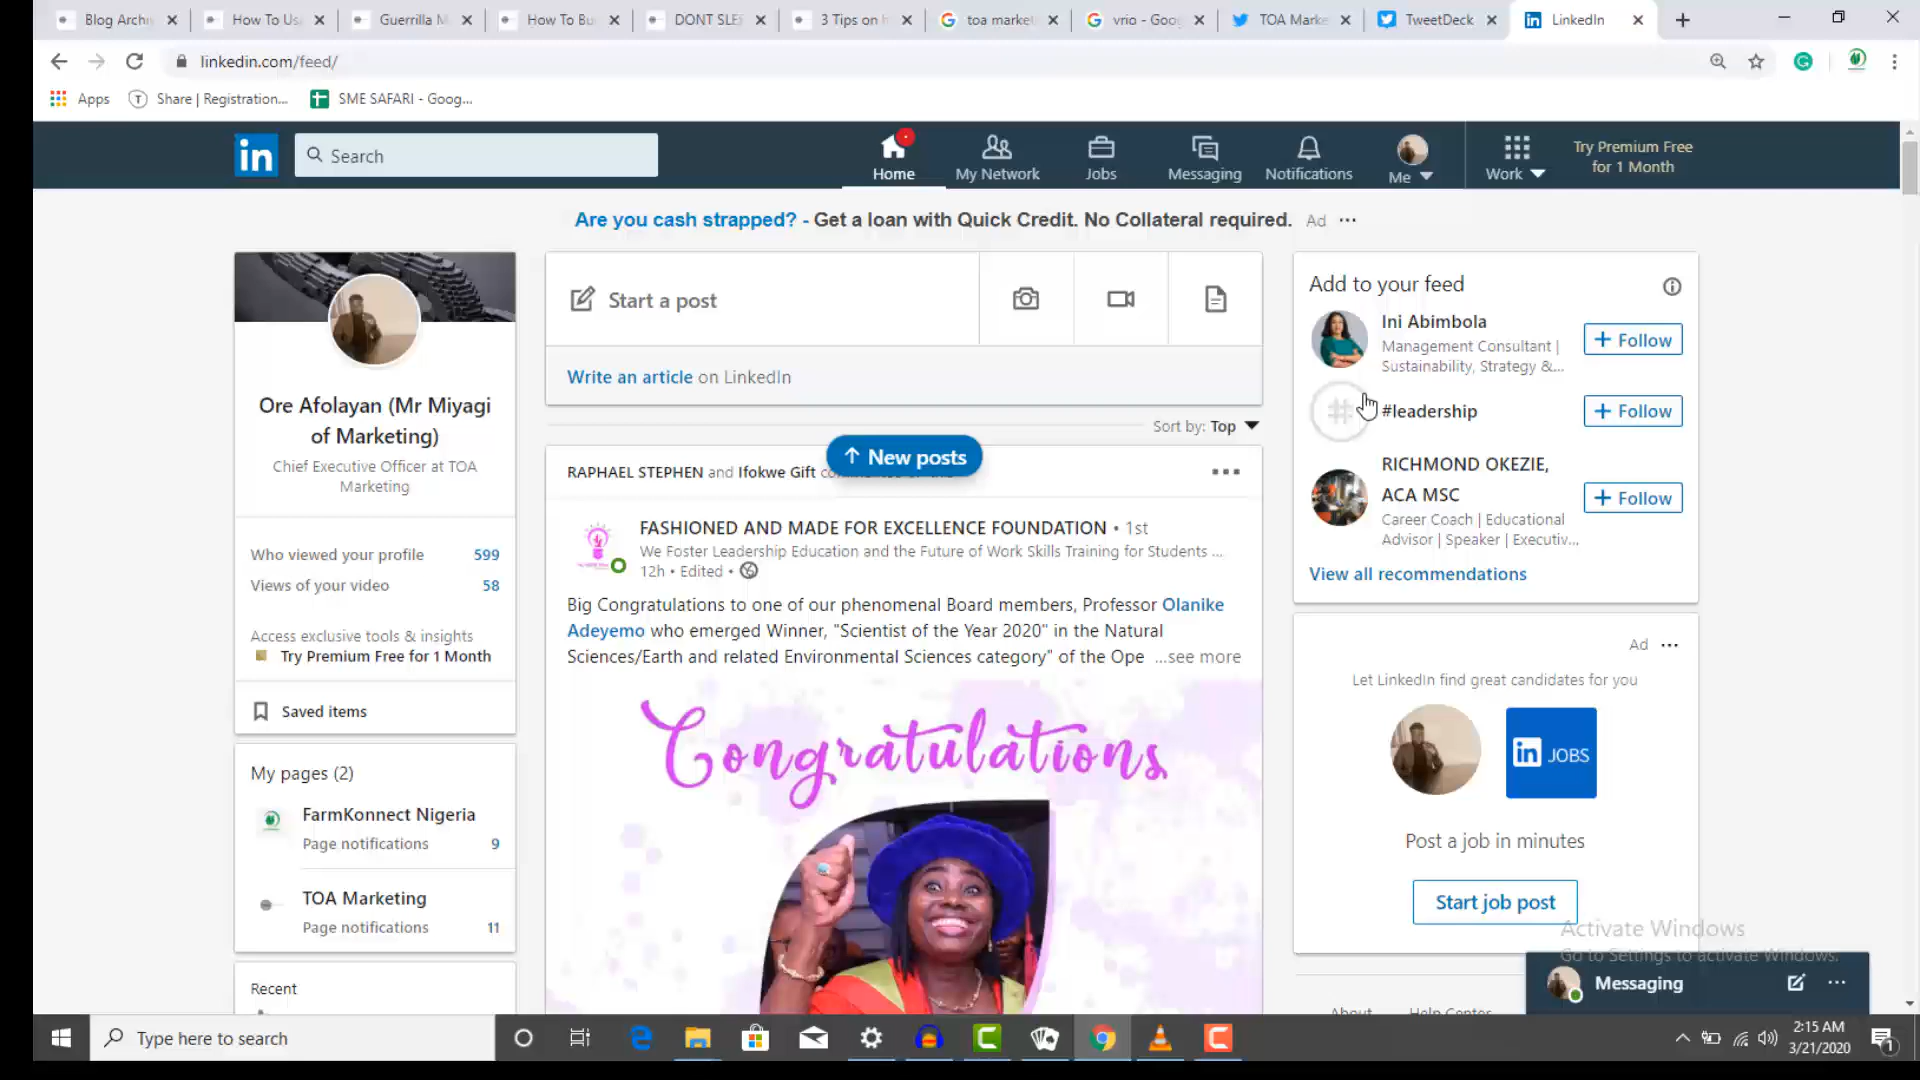 Blog Archi
How To Us
Guerrilla M
How To Bu
DONT SLE
3 Tips on h
toa market
vrio - Goog
TOA Marke
TweetDeck
LinkedIn
linkedin.com/feed/
Apps
Share | Registration...
SME SAFARI - Goog...
in
Search
Home
My Network
Jobs
Messaging
Notifications
Me
Work
Try Premium Free
for 1 Month
Are you cash strapped? - Get a loan with Quick Credit. No Collateral required. Ad ...
Ore Afolayan (Mr Miyagi
of Marketing)
Chief Executive Officer at TOA
Marketing
Who viewed your profile 599
Views of your video 58
Access exclusive tools & insights
Try Premium Free for 1 Month
Saved items
My pages (2)
FarmKonnect Nigeria
Page notifications 9
TOA Marketing
Page notifications 11
Recent
Start a post
Write an article on LinkedIn
Sort by: Top
New posts
RAPHAEL STEPHEN and Ifokwe Gift
FASHIONED AND MADE FOR EXCELLENCE FOUNDATION • 1st
We Foster Leadership Education and the Future of Work Skills Training for Students ...
12h • Edited •
Big Congratulations to one of our phenomenal Board members, Professor Olanike
Adeyemo who emerged Winner, "Scientist of the Year 2020" in the Natural
Sciences/Earth and related Environmental Sciences category" of the Ope ...see more
Congratulations
Add to your feed
Ini Abimbola
Management Consultant |
Sustainability, Strategy &...
+ Follow
# #leadership
+ Follow
RICHMOND OKEZIE,
ACA MSC
Career Coach | Educational
Advisor | Speaker | Executiv...
+ Follow
View all recommendations
Ad ...
Let LinkedIn find great candidates for you
in JOBS
Post a job in minutes
Start job post
Activate Windows
Go to Settings to activate Windows.
About Help Center
Messaging
Type here to search
2:15 AM
3/21/2020
1